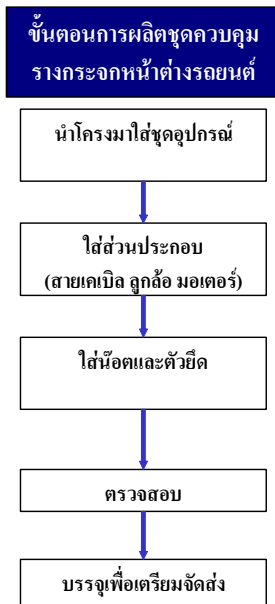 ขั้นตอนการผลิตชุดควบคุม
รางกระจกหน้าต่างรถยนต์
นำโครงมาใส่ชุดอุปกรณ์
ใส่ส่วนประกอบ
(สายเคเบิล ลูกล้อ มอเตอร์)
ใส่น๊อตและตัวยึด
ตรวจสอบ
บรรจุเพื่อเตรียมจัดส่ง